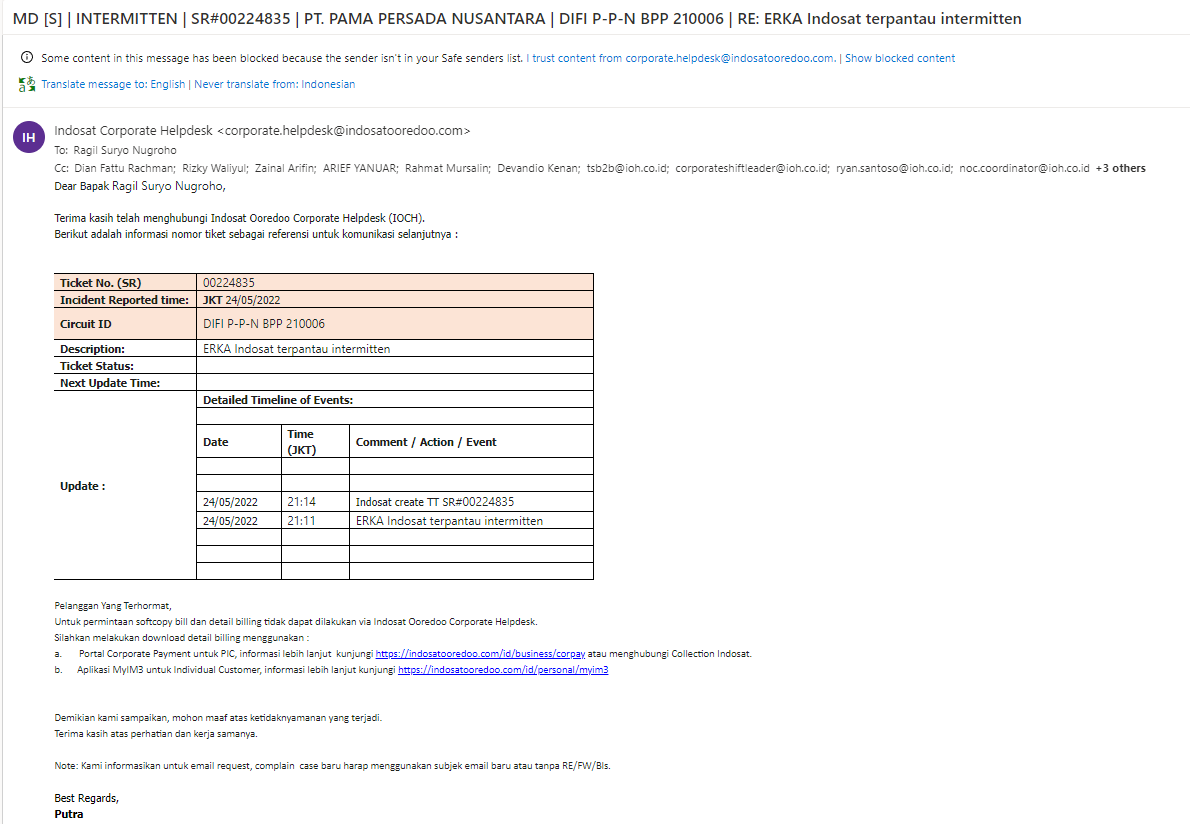 MD [S] | INTERMITTEN | SR#00224835 | PT. PAMA PERSADA NUSANTARA | DIFI P-P-N BPP 210006 | RE: ERKA Indosat terpantau intermitten
Some content in this message has been blocked because the sender isn't in your Safe senders list. I trust content from corporate.helpdesk@indosatooredoo.com. | Show blocked content
Translate message to: English | Never translate from: Indonesian
IH
Indosat Corporate Helpdesk <corporate.helpdesk@indosatooredoo.com>
To: Ragil Suryo Nugroho
Cc: Dian Fattu Rachman; Rizky Waliyul; Zainal Arifin; ARIEF YANUAR; Rahmat Mursalin; Devandio Kenan; tsb2b@ioh.co.id; corporateshiftleader@ioh.co.id; ryan.santoso@ioh.co.id; noc.coordinator@ioh.co.id +3 others
Dear Bapak Ragil Suryo Nugroho,
Terima kasih telah menghubungi Indosat Ooredoo Corporate Helpdesk (IOCH).
Berikut adalah informasi nomor tiket sebagai referensi untuk komunikasi selanjutnya :
Ticket No. (SR) 00224835
Incident Reported time: JKT 24/05/2022
Circuit ID DIFI P-P-N BPP 210006
Description: ERKA Indosat terpantau intermitten
Ticket Status:
Next Update Time:
Detailed Timeline of Events:
Date Time (JKT) Comment / Action / Event
Update :
24/05/2022 21:14 Indosat create TT SR#00224835
24/05/2022 21:11 ERKA Indosat terpantau intermitten
Pelanggan Yang Terhormat,
Untuk permintaan softcopy bill dan detail billing tidak dapat dilakukan via Indosat Ooredoo Corporate Helpdesk.
Silahkan melakukan download detail billing menggunakan :
a. Portal Corporate Payment untuk PIC, informasi lebih lanjut kunjungi https://indosatooredoo.com/id/business/corpay atau menghubungi Collection Indosat.
b. Aplikasi MyIM3 untuk Individual Customer, informasi lebih lanjut kunjungi https://indosatooredoo.com/id/personal/myim3
Demikian kami sampaikan, mohon maaf atas ketidaknyamanan yang terjadi.
Terima kasih atas perhatian dan kerja samanya.
Note: Kami informasikan untuk email request, complain case baru harap menggunakan subjek email baru atau tanpa RE/FW/Bls.
Best Regards,
Putra